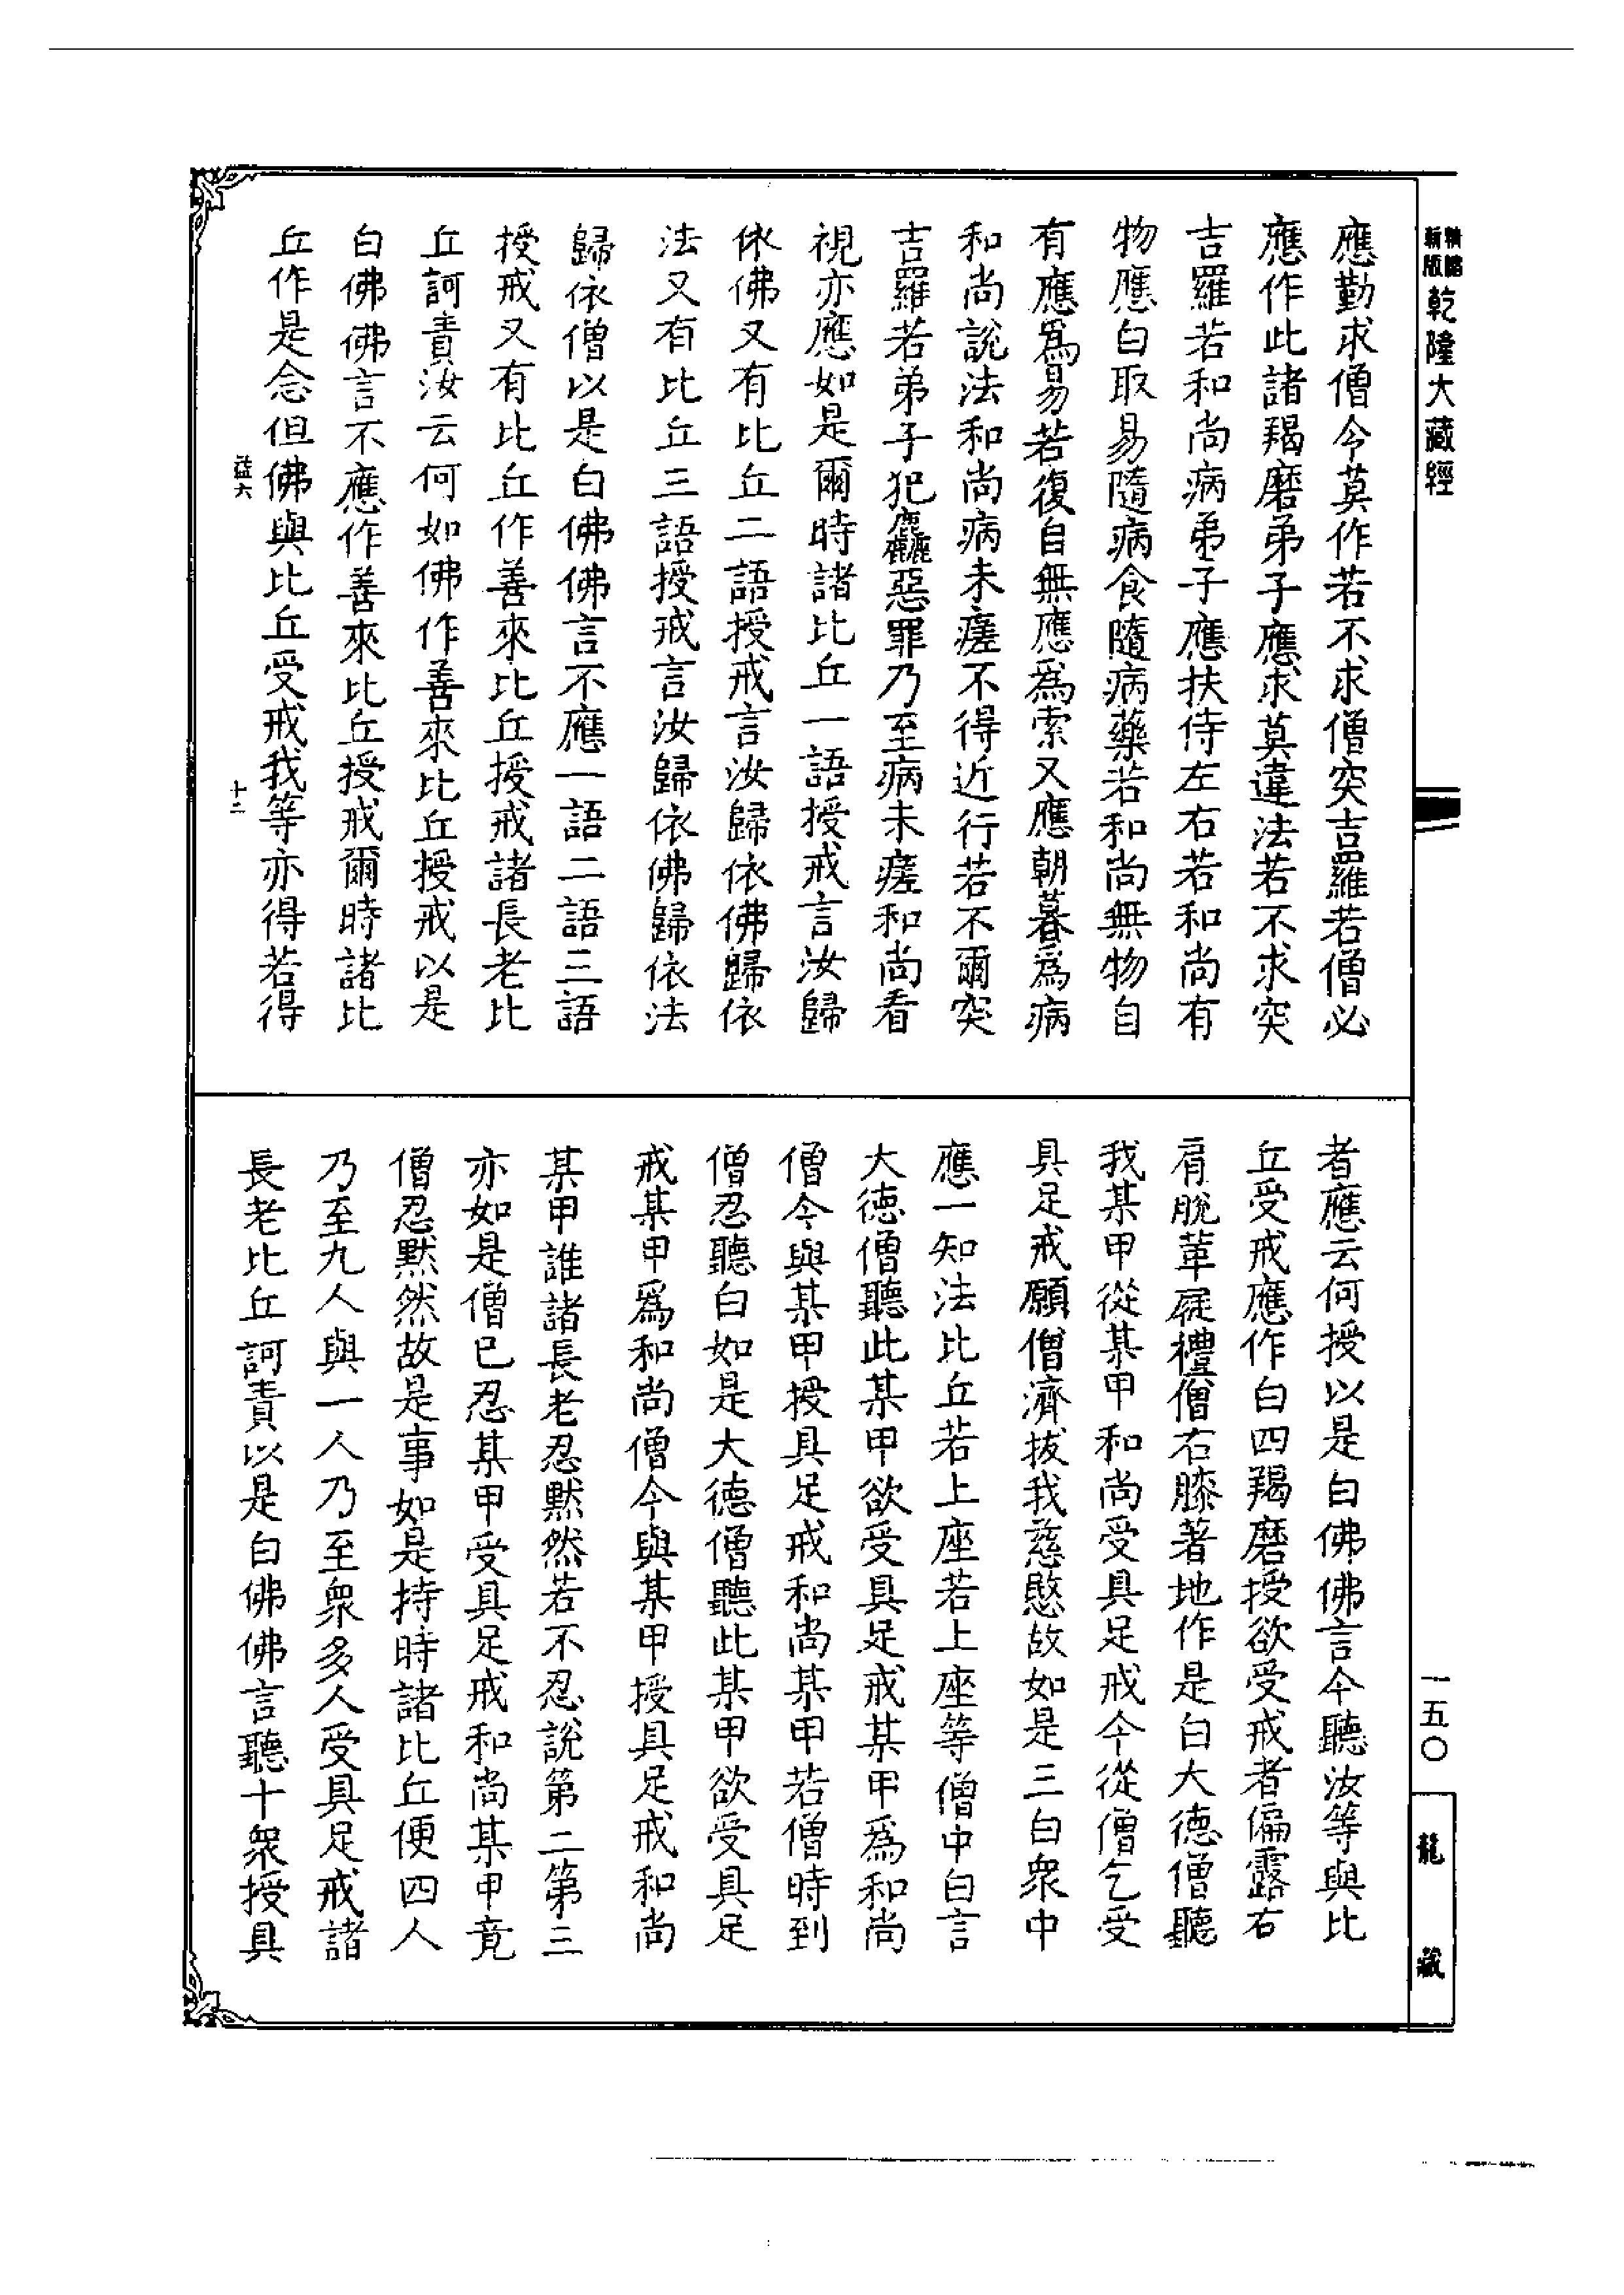 精縮
新版
乾隆大藏經
應勤求僧今莫作若不求僧突吉羅若僧必
應作此諸羯磨弟子應求莫違法若不求突
吉羅若和尚病弟子應扶侍左右若和尚有
物應白取易隨病食隨病藥若和尚無物自
有應爲易若復自無應爲索又應朝暮爲病
和尚說法和尚病未瘥不得近行若不爾突
吉羅若弟子犯麤惡罪乃至病未瘥和尚看
視亦應如是爾時諸比丘一語授戒言汝歸
依佛又有比丘二語授戒言汝歸依佛歸依
法又有比丘三語授戒言汝歸依佛歸依法
歸依僧以是白佛佛言不應一語二語三語
授戒又有比丘作善來比丘授戒諸長老比
丘訶責汝云何如佛作善來比丘授戒以是
白佛佛言不應作善來比丘授戒爾時諸比
丘作是念但佛與比丘受戒我等亦得若得
益六
十二
者應云何授以是白佛佛言今聽汝等與比
丘受戒應作白四羯磨授欲受戒者偏露右
肩脫革屣禮僧右膝著地作是白大德僧聽
我某甲從某甲和尚受具足戒今從僧乞受
具足戒願僧濟拔我慈愍故如是三白衆中
應一知法比丘若上座若上座等僧中白言
大德僧聽此某甲欲受具足戒某甲爲和尚
僧今與某甲授具足戒和尚某甲若僧時到
僧忍聽白如是大德僧聽此某甲欲受具足
戒某甲爲和尚僧今與某甲授具足戒和尚
某甲誰諸長老忍默然若不忍說第二第三
亦如是僧已忍某甲受具足戒和尚某甲竟
僧忍默然故是事如是持時諸比丘便四人
乃至九人與一人乃至衆多人受具足戒諸
長老比丘訶責以是白佛佛言聽十衆授具
一五〇
龍藏